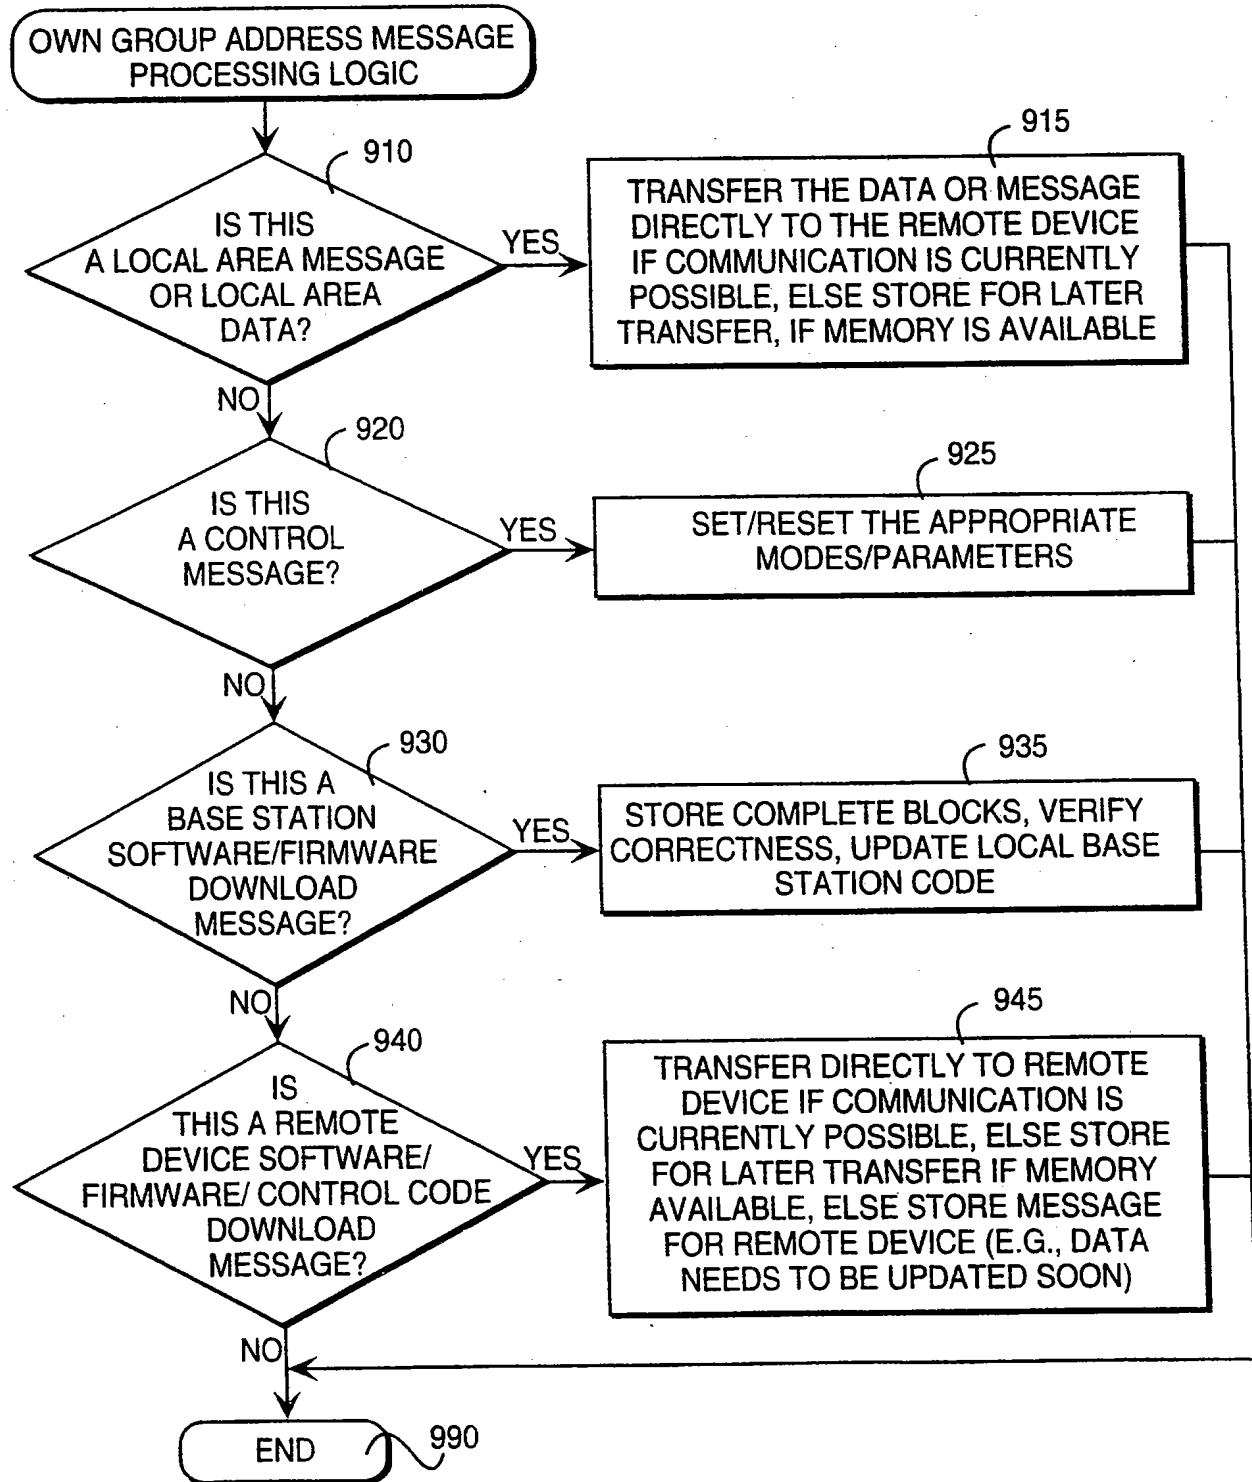 OWN GROUP ADDRESS MESSAGE
PROCESSING LOGIC
910
IS THIS
A LOCAL AREA MESSAGE
OR LOCAL AREA
DATA?
YES
915
TRANSFER THE DATA OR MESSAGE
DIRECTLY TO THE REMOTE DEVICE
IF COMMUNICATION IS CURRENTLY
POSSIBLE, ELSE STORE FOR LATER
TRANSFER, IF MEMORY IS AVAILABLE
NO
920
IS THIS
A CONTROL
MESSAGE?
YES
925
SET/RESET THE APPROPRIATE
MODES/PARAMETERS
NO
930
IS THIS A
BASE STATION
SOFTWARE/FIRMWARE
DOWNLOAD
MESSAGE?
YES
935
STORE COMPLETE BLOCKS, VERIFY
CORRECTNESS, UPDATE LOCAL BASE
STATION CODE
NO
940
IS
THIS A REMOTE
DEVICE SOFTWARE/
FIRMWARE/ CONTROL CODE
DOWNLOAD
MESSAGE?
YES
945
TRANSFER DIRECTLY TO REMOTE
DEVICE IF COMMUNICATION IS
CURRENTLY POSSIBLE, ELSE STORE
FOR LATER TRANSFER IF MEMORY
AVAILABLE, ELSE STORE MESSAGE
FOR REMOTE DEVICE (E.G., DATA
NEEDS TO BE UPDATED SOON)
NO
END
990